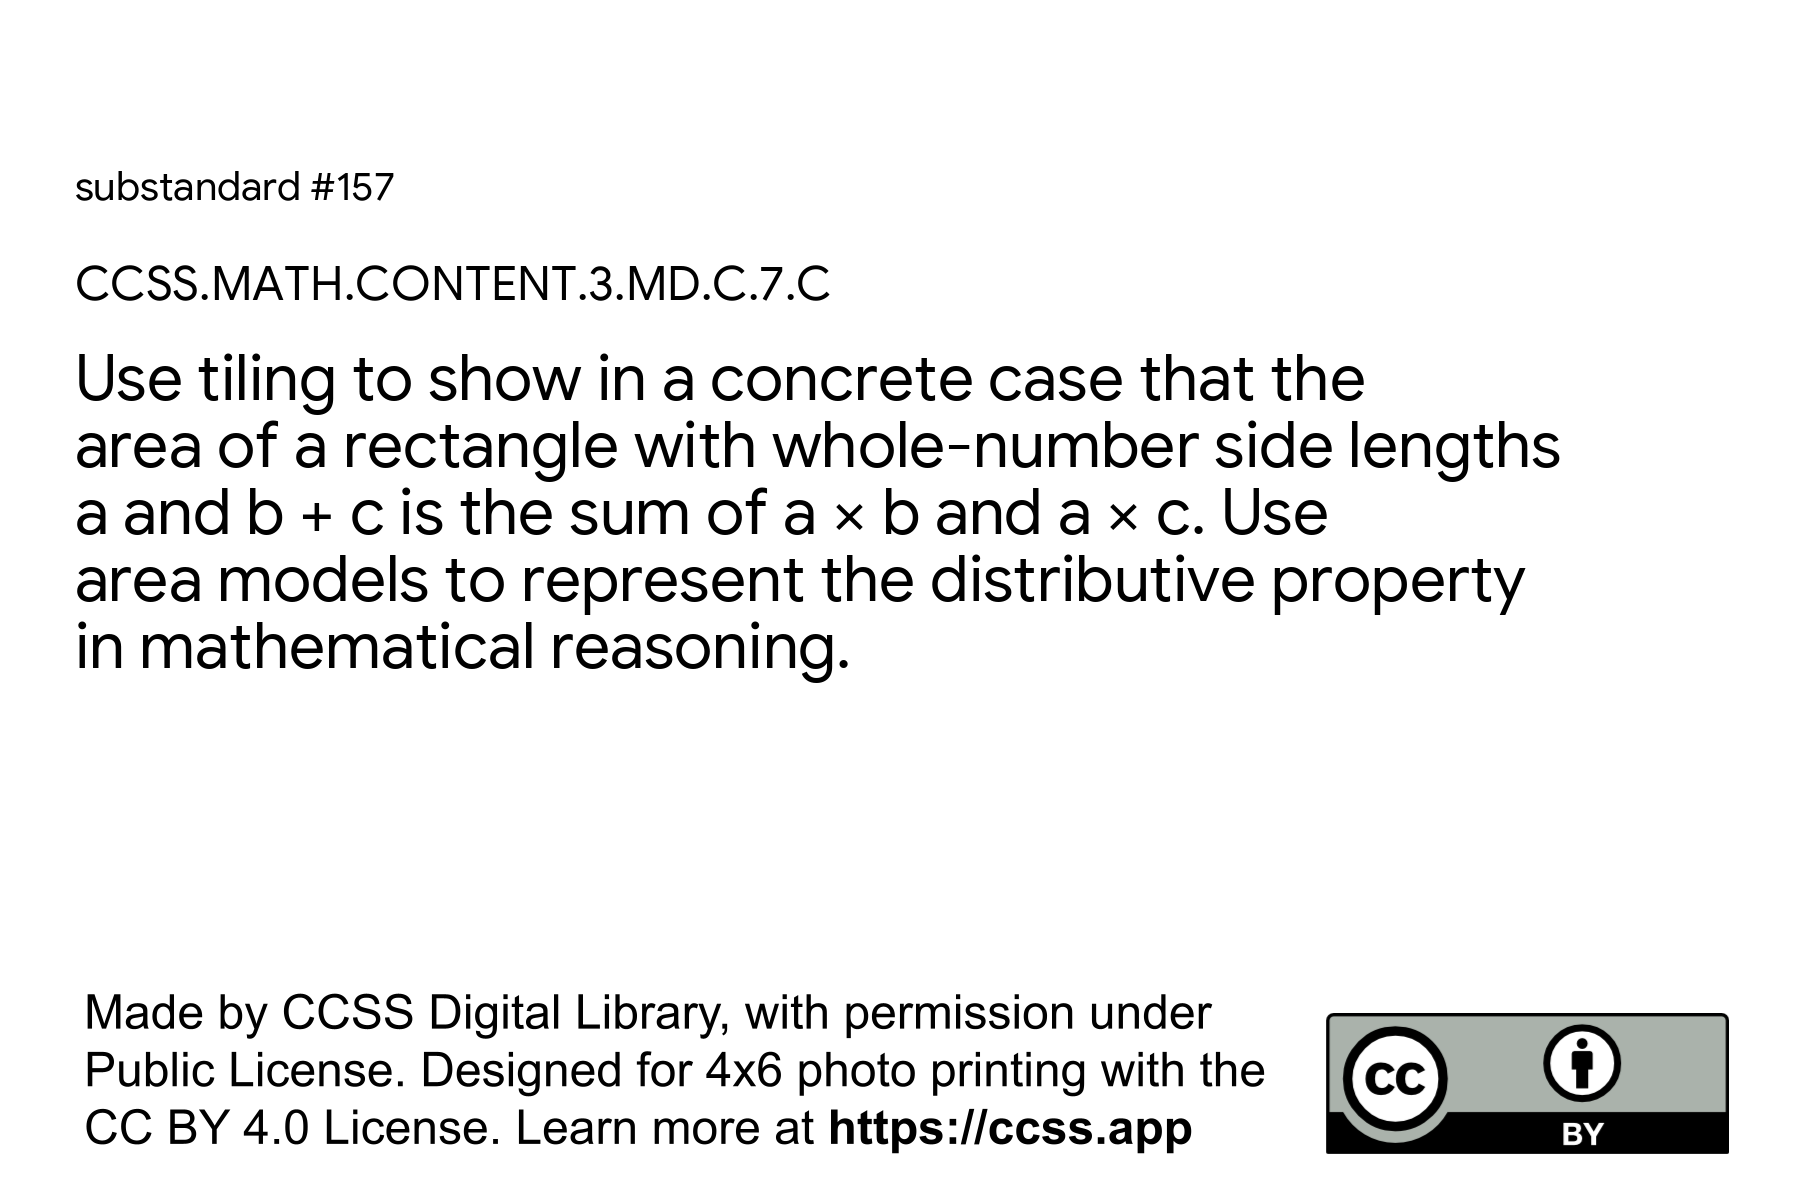 substandard #157
CCSS.MATH.CONTENT.3.MD.C.7.C
Use tiling to show in a concrete case that the
area of a rectangle with whole-number side lengths
a and b + c is the sum of a × b and a × c. Use
area models to represent the distributive property
in mathematical reasoning.
Made by CCSS Digital Library, with permission under
Public License. Designed for 4x6 photo printing with the
CC BY 4.0 License. Learn more at https://ccss.app
CC
BY